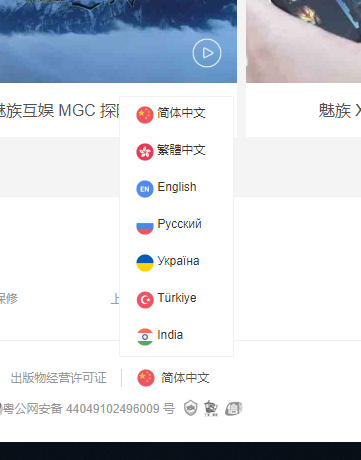 魅族互娱 MGC 探
魅族 X
简体中文
繁體中文
English
Русский
Україна
Türkiye
India
保修
上
出版物经营许可证
简体中文
粤公网安备 44049102496009 号